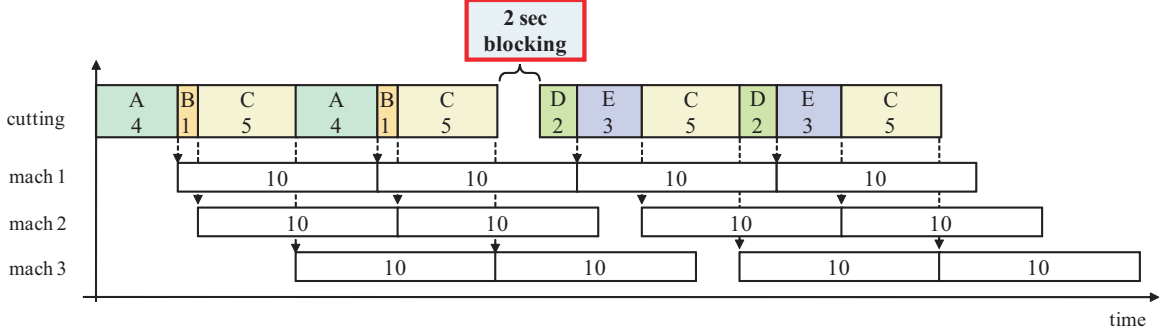 2 sec
blocking
A B C A B C D E C D E C
cutting
4 1 5 4 1 5 2 3 5 2 3 5
mach 1
10 10 10 10
mach 2
10 10 10 10
mach 3
10 10 10 10
time